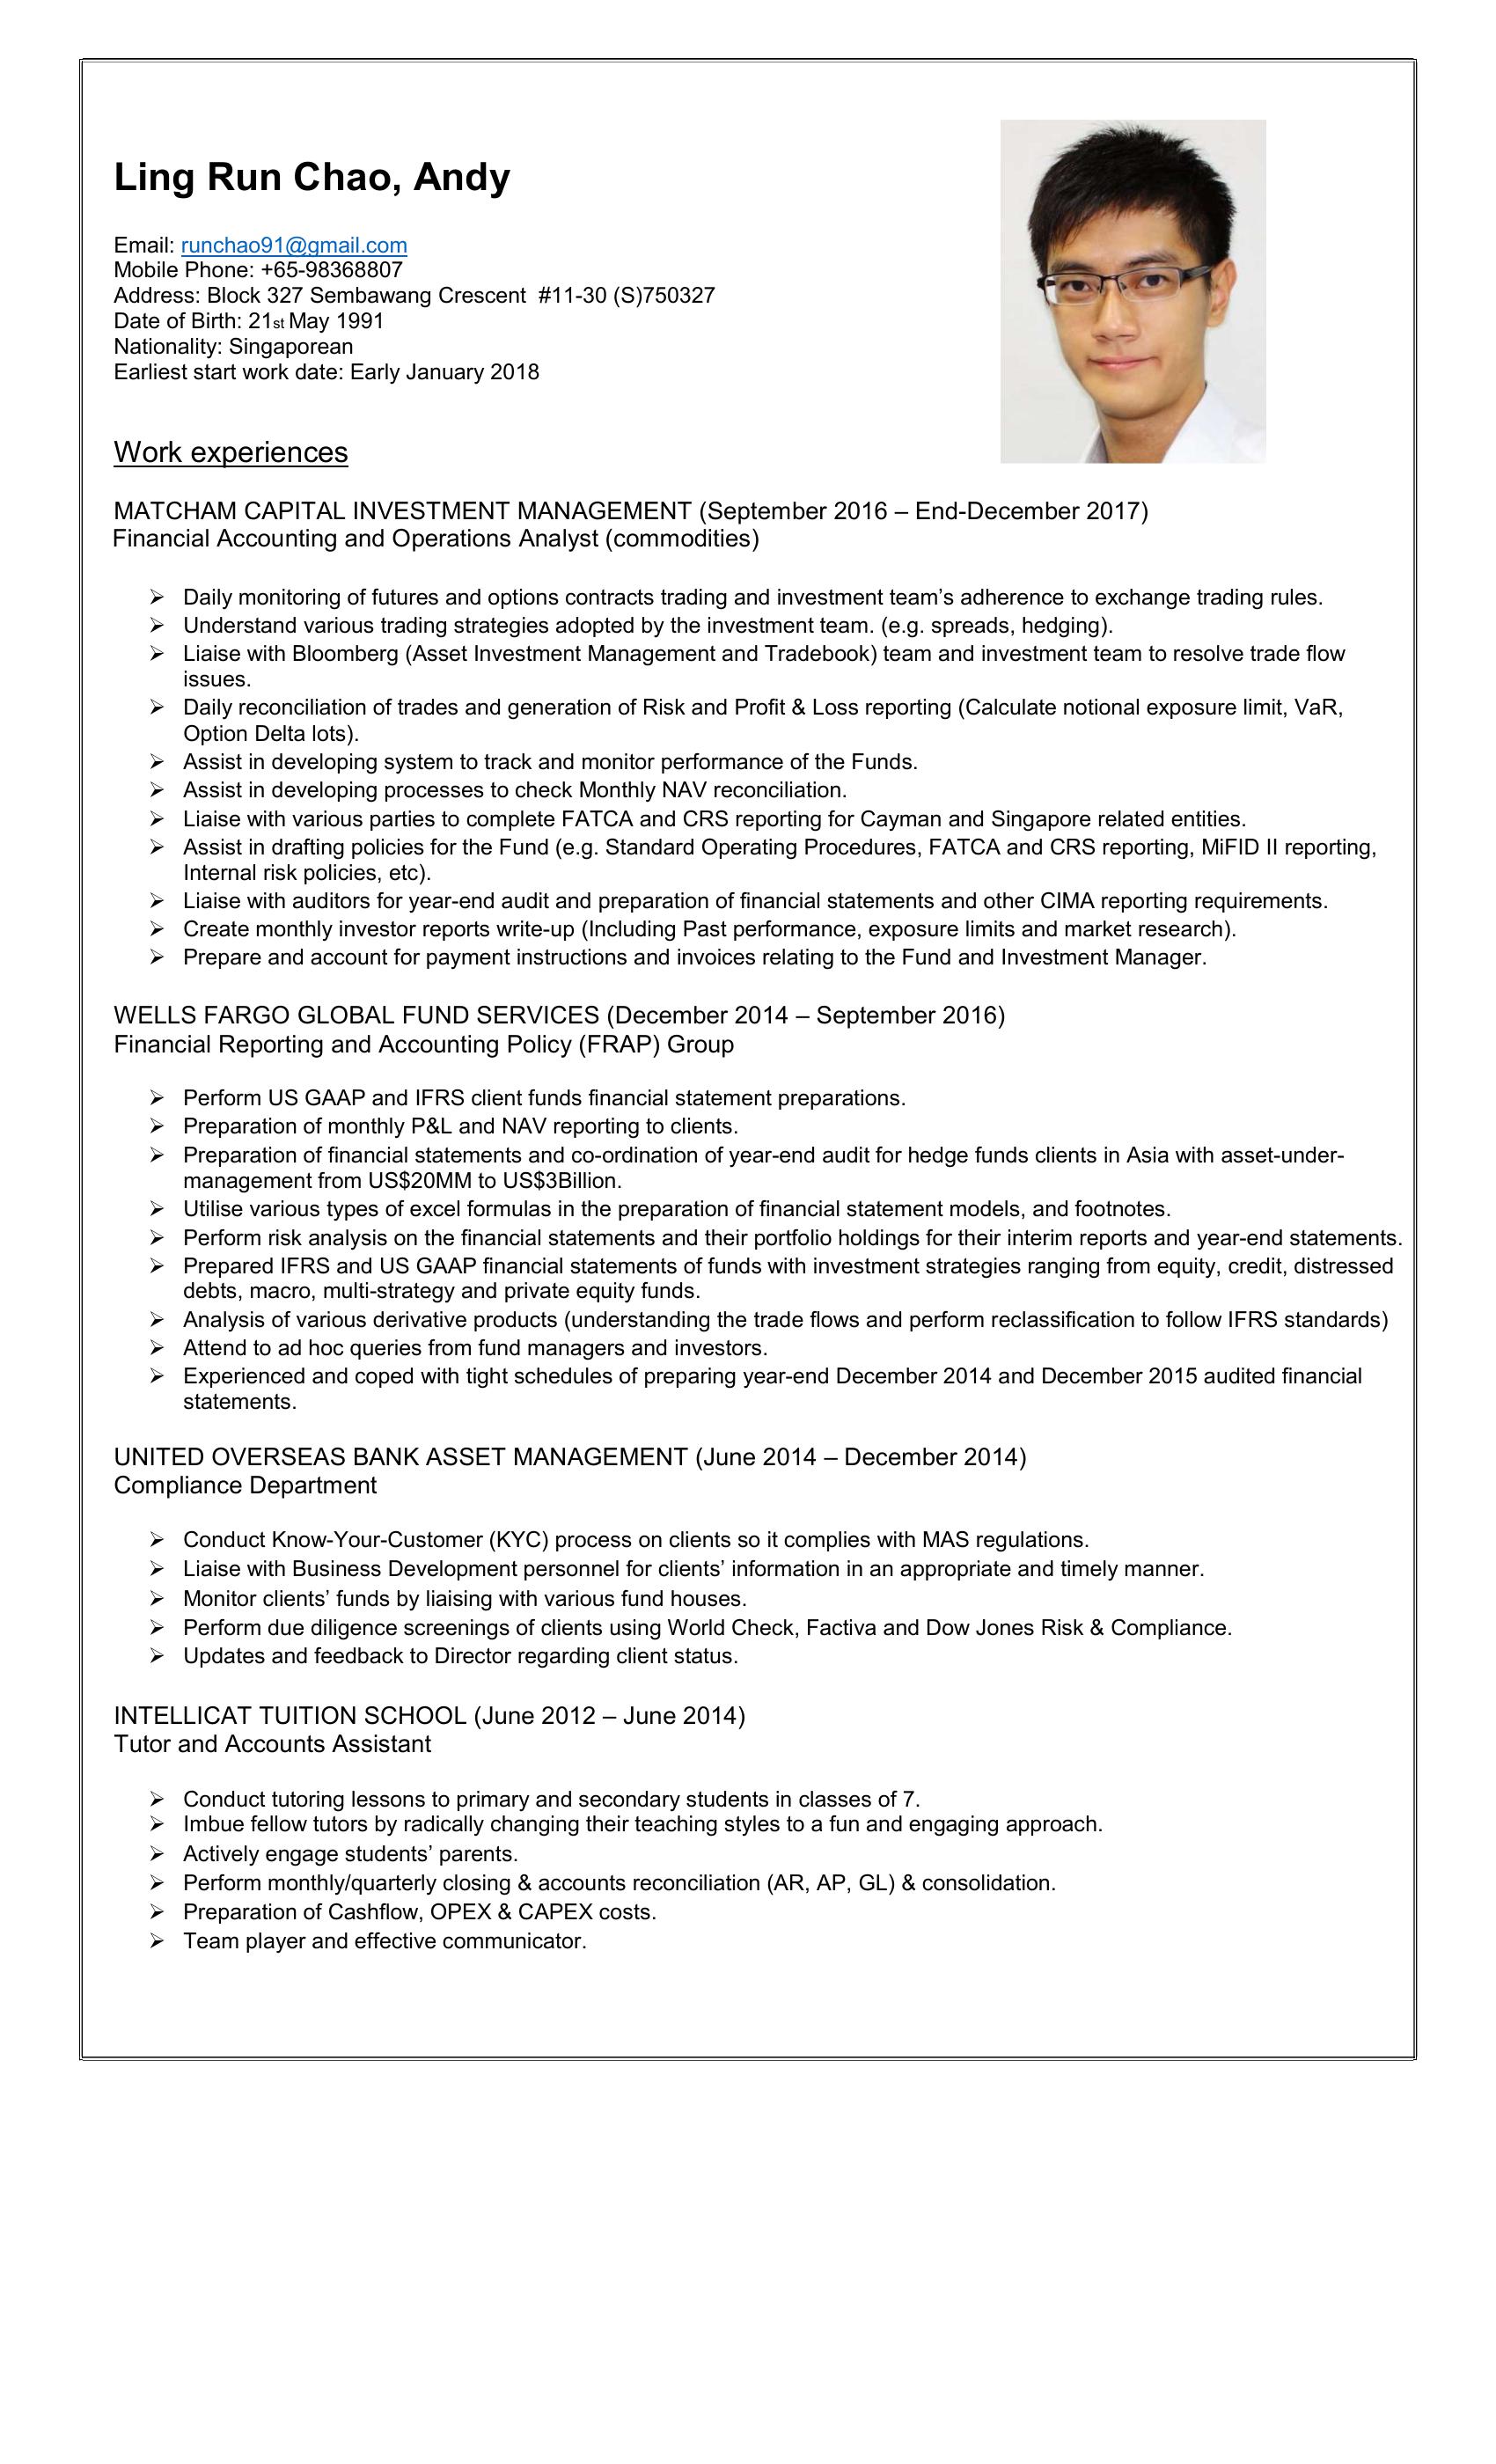 Ling Run Chao, Andy
Email: runchao91@gmail.com
Mobile Phone: +65-98368807
Address: Block 327 Sembawang Crescent #11-30 (S)750327
Date of Birth: 21st May 1991
Nationality: Singaporean
Earliest start work date: Early January 2018
Work experiences
MATCHAM CAPITAL INVESTMENT MANAGEMENT (September 2016 – End-December 2017)
Financial Accounting and Operations Analyst (commodities)
➢ Daily monitoring of futures and options contracts trading and investment team’s adherence to exchange trading rules.
➢ Understand various trading strategies adopted by the investment team. (e.g. spreads, hedging).
➢ Liaise with Bloomberg (Asset Investment Management and Tradebook) team and investment team to resolve trade flow
issues.
➢ Daily reconciliation of trades and generation of Risk and Profit & Loss reporting (Calculate notional exposure limit, VaR,
Option Delta lots).
➢ Assist in developing system to track and monitor performance of the Funds.
➢ Assist in developing processes to check Monthly NAV reconciliation.
➢ Liaise with various parties to complete FATCA and CRS reporting for Cayman and Singapore related entities.
➢ Assist in drafting policies for the Fund (e.g. Standard Operating Procedures, FATCA and CRS reporting, MiFID II reporting,
Internal risk policies, etc).
➢ Liaise with auditors for year-end audit and preparation of financial statements and other CIMA reporting requirements.
➢ Create monthly investor reports write-up (Including Past performance, exposure limits and market research).
➢ Prepare and account for payment instructions and invoices relating to the Fund and Investment Manager.
WELLS FARGO GLOBAL FUND SERVICES (December 2014 – September 2016)
Financial Reporting and Accounting Policy (FRAP) Group
➢ Perform US GAAP and IFRS client funds financial statement preparations.
➢ Preparation of monthly P&L and NAV reporting to clients.
➢ Preparation of financial statements and co-ordination of year-end audit for hedge funds clients in Asia with asset-under-
management from US$20MM to US$3Billion.
➢ Utilise various types of excel formulas in the preparation of financial statement models, and footnotes.
➢ Perform risk analysis on the financial statements and their portfolio holdings for their interim reports and year-end statements.
➢ Prepared IFRS and US GAAP financial statements of funds with investment strategies ranging from equity, credit, distressed
debts, macro, multi-strategy and private equity funds.
➢ Analysis of various derivative products (understanding the trade flows and perform reclassification to follow IFRS standards)
➢ Attend to ad hoc queries from fund managers and investors.
➢ Experienced and coped with tight schedules of preparing year-end December 2014 and December 2015 audited financial
statements.
UNITED OVERSEAS BANK ASSET MANAGEMENT (June 2014 – December 2014)
Compliance Department
➢ Conduct Know-Your-Customer (KYC) process on clients so it complies with MAS regulations.
➢ Liaise with Business Development personnel for clients’ information in an appropriate and timely manner.
➢ Monitor clients’ funds by liaising with various fund houses.
➢ Perform due diligence screenings of clients using World Check, Factiva and Dow Jones Risk & Compliance.
➢ Updates and feedback to Director regarding client status.
INTELLICAT TUITION SCHOOL (June 2012 – June 2014)
Tutor and Accounts Assistant
➢ Conduct tutoring lessons to primary and secondary students in classes of 7.
➢ Imbue fellow tutors by radically changing their teaching styles to a fun and engaging approach.
➢ Actively engage students’ parents.
➢ Perform monthly/quarterly closing & accounts reconciliation (AR, AP, GL) & consolidation.
➢ Preparation of Cashflow, OPEX & CAPEX costs.
➢ Team player and effective communicator.